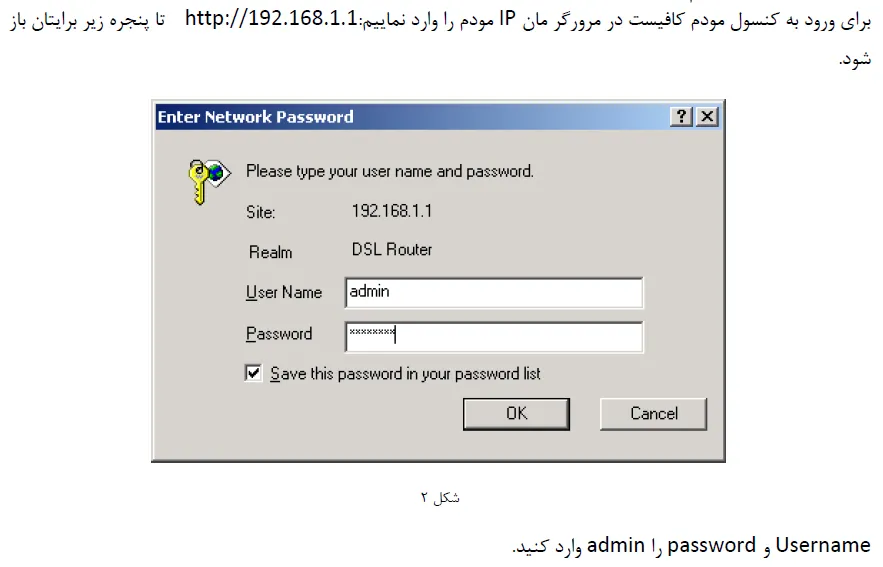 برای ورود به کنسول مودم کافیست در مرورگر مان IP مودم را وارد نماییم:http://192.168.1.1 تا پنجره زیر برایتان باز
شود.
Enter Network Password
Please type your user name and password.
Site: 192.168.1.1
Realm DSL Router
User Name admin
Password ********
Save this password in your password list
OK Cancel
شکل ۲
Username و password را admin وارد کنید.